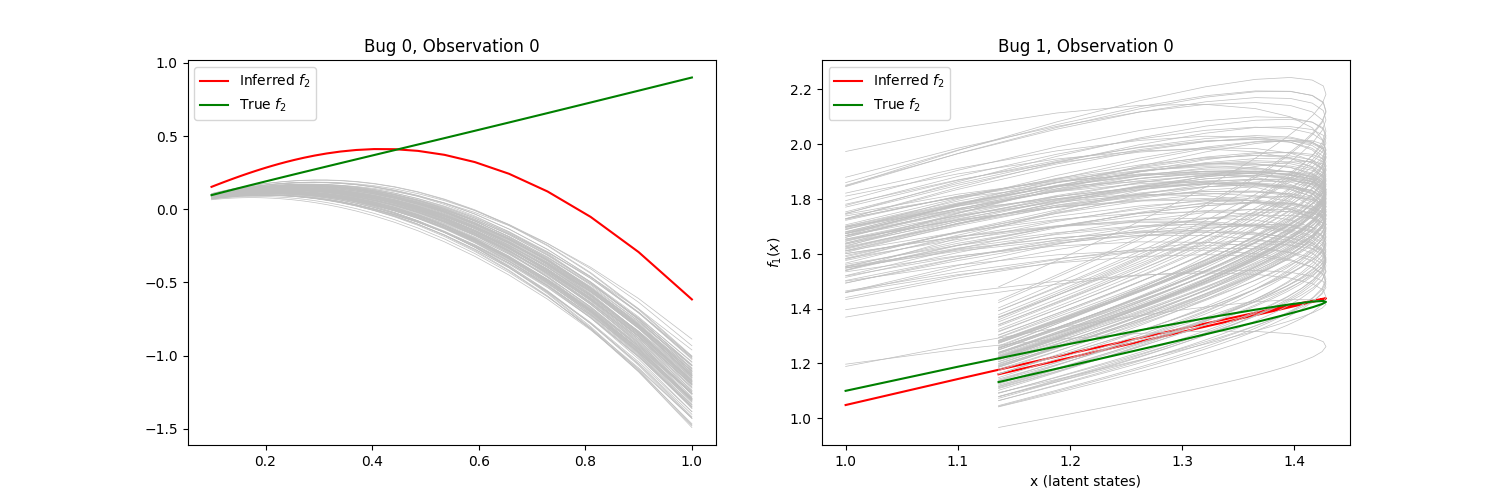 Bug 0, Observation 0
Inferred f₂
True f₂
1.0
0.5
0.0
−0.5
−1.0
−1.5
0.2 0.4 0.6 0.8 1.0
Bug 1, Observation 0
Inferred f₂
True f₂
f₁(x)
2.2
2.0
1.8
1.6
1.4
1.2
1.0
1.0 1.1 1.2 1.3 1.4
x (latent states)